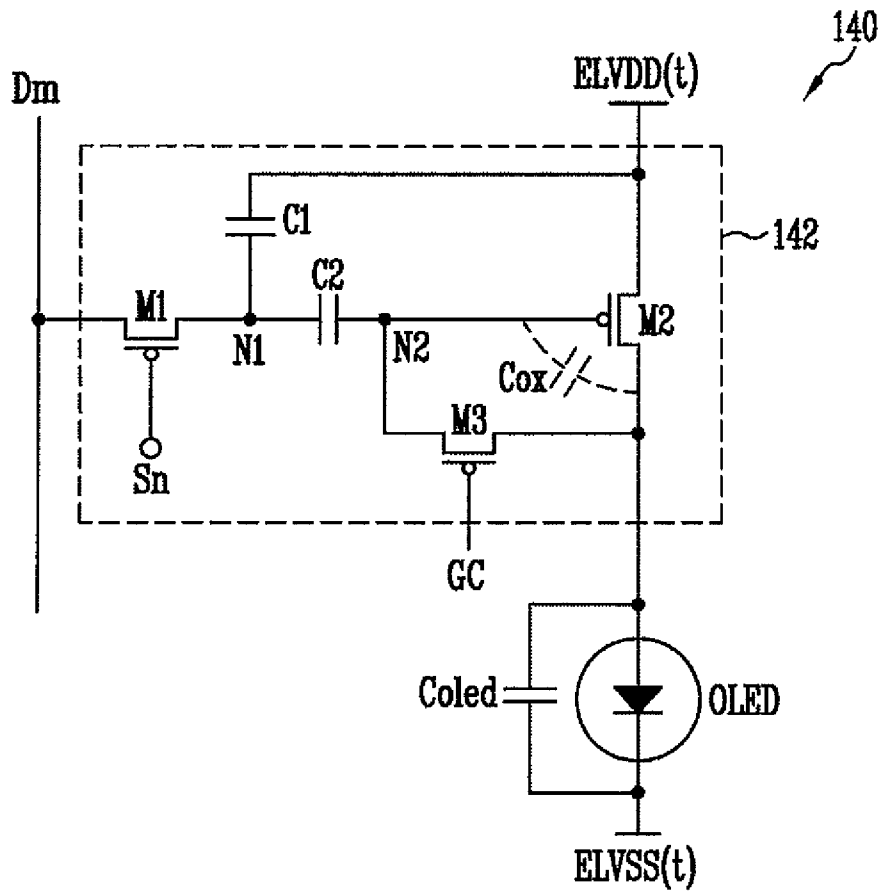 140
ELVDD(t)
Dm
142
C1
C2
M1
M2
N1
N2
Cox
M3
Sn
GC
Coled
OLED
ELVSS(t)